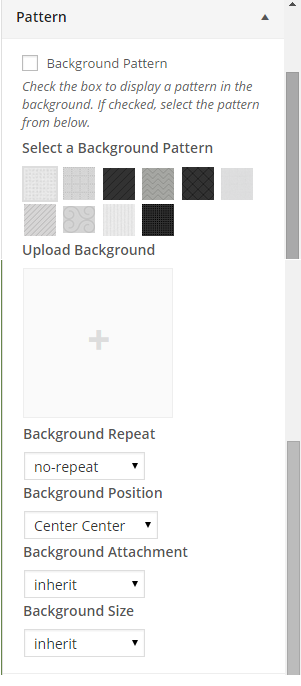 Pattern
Background Pattern
Check the box to display a pattern in the
background. If checked, select the pattern
from below.
Select a Background Pattern
Upload Background
Background Repeat
no-repeat
Background Position
Center Center
Background Attachment
inherit
Background Size
inherit